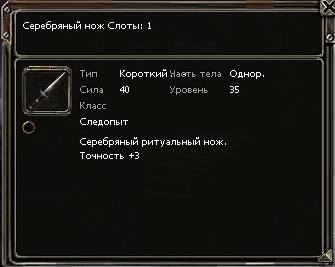 Серебряный нож Слоты: 1
Тип Короткий Часть тела Однор.
Сила 40 Уровень 35
Класс
Следопыт
Серебряный ритуальный нож.
Точность +3